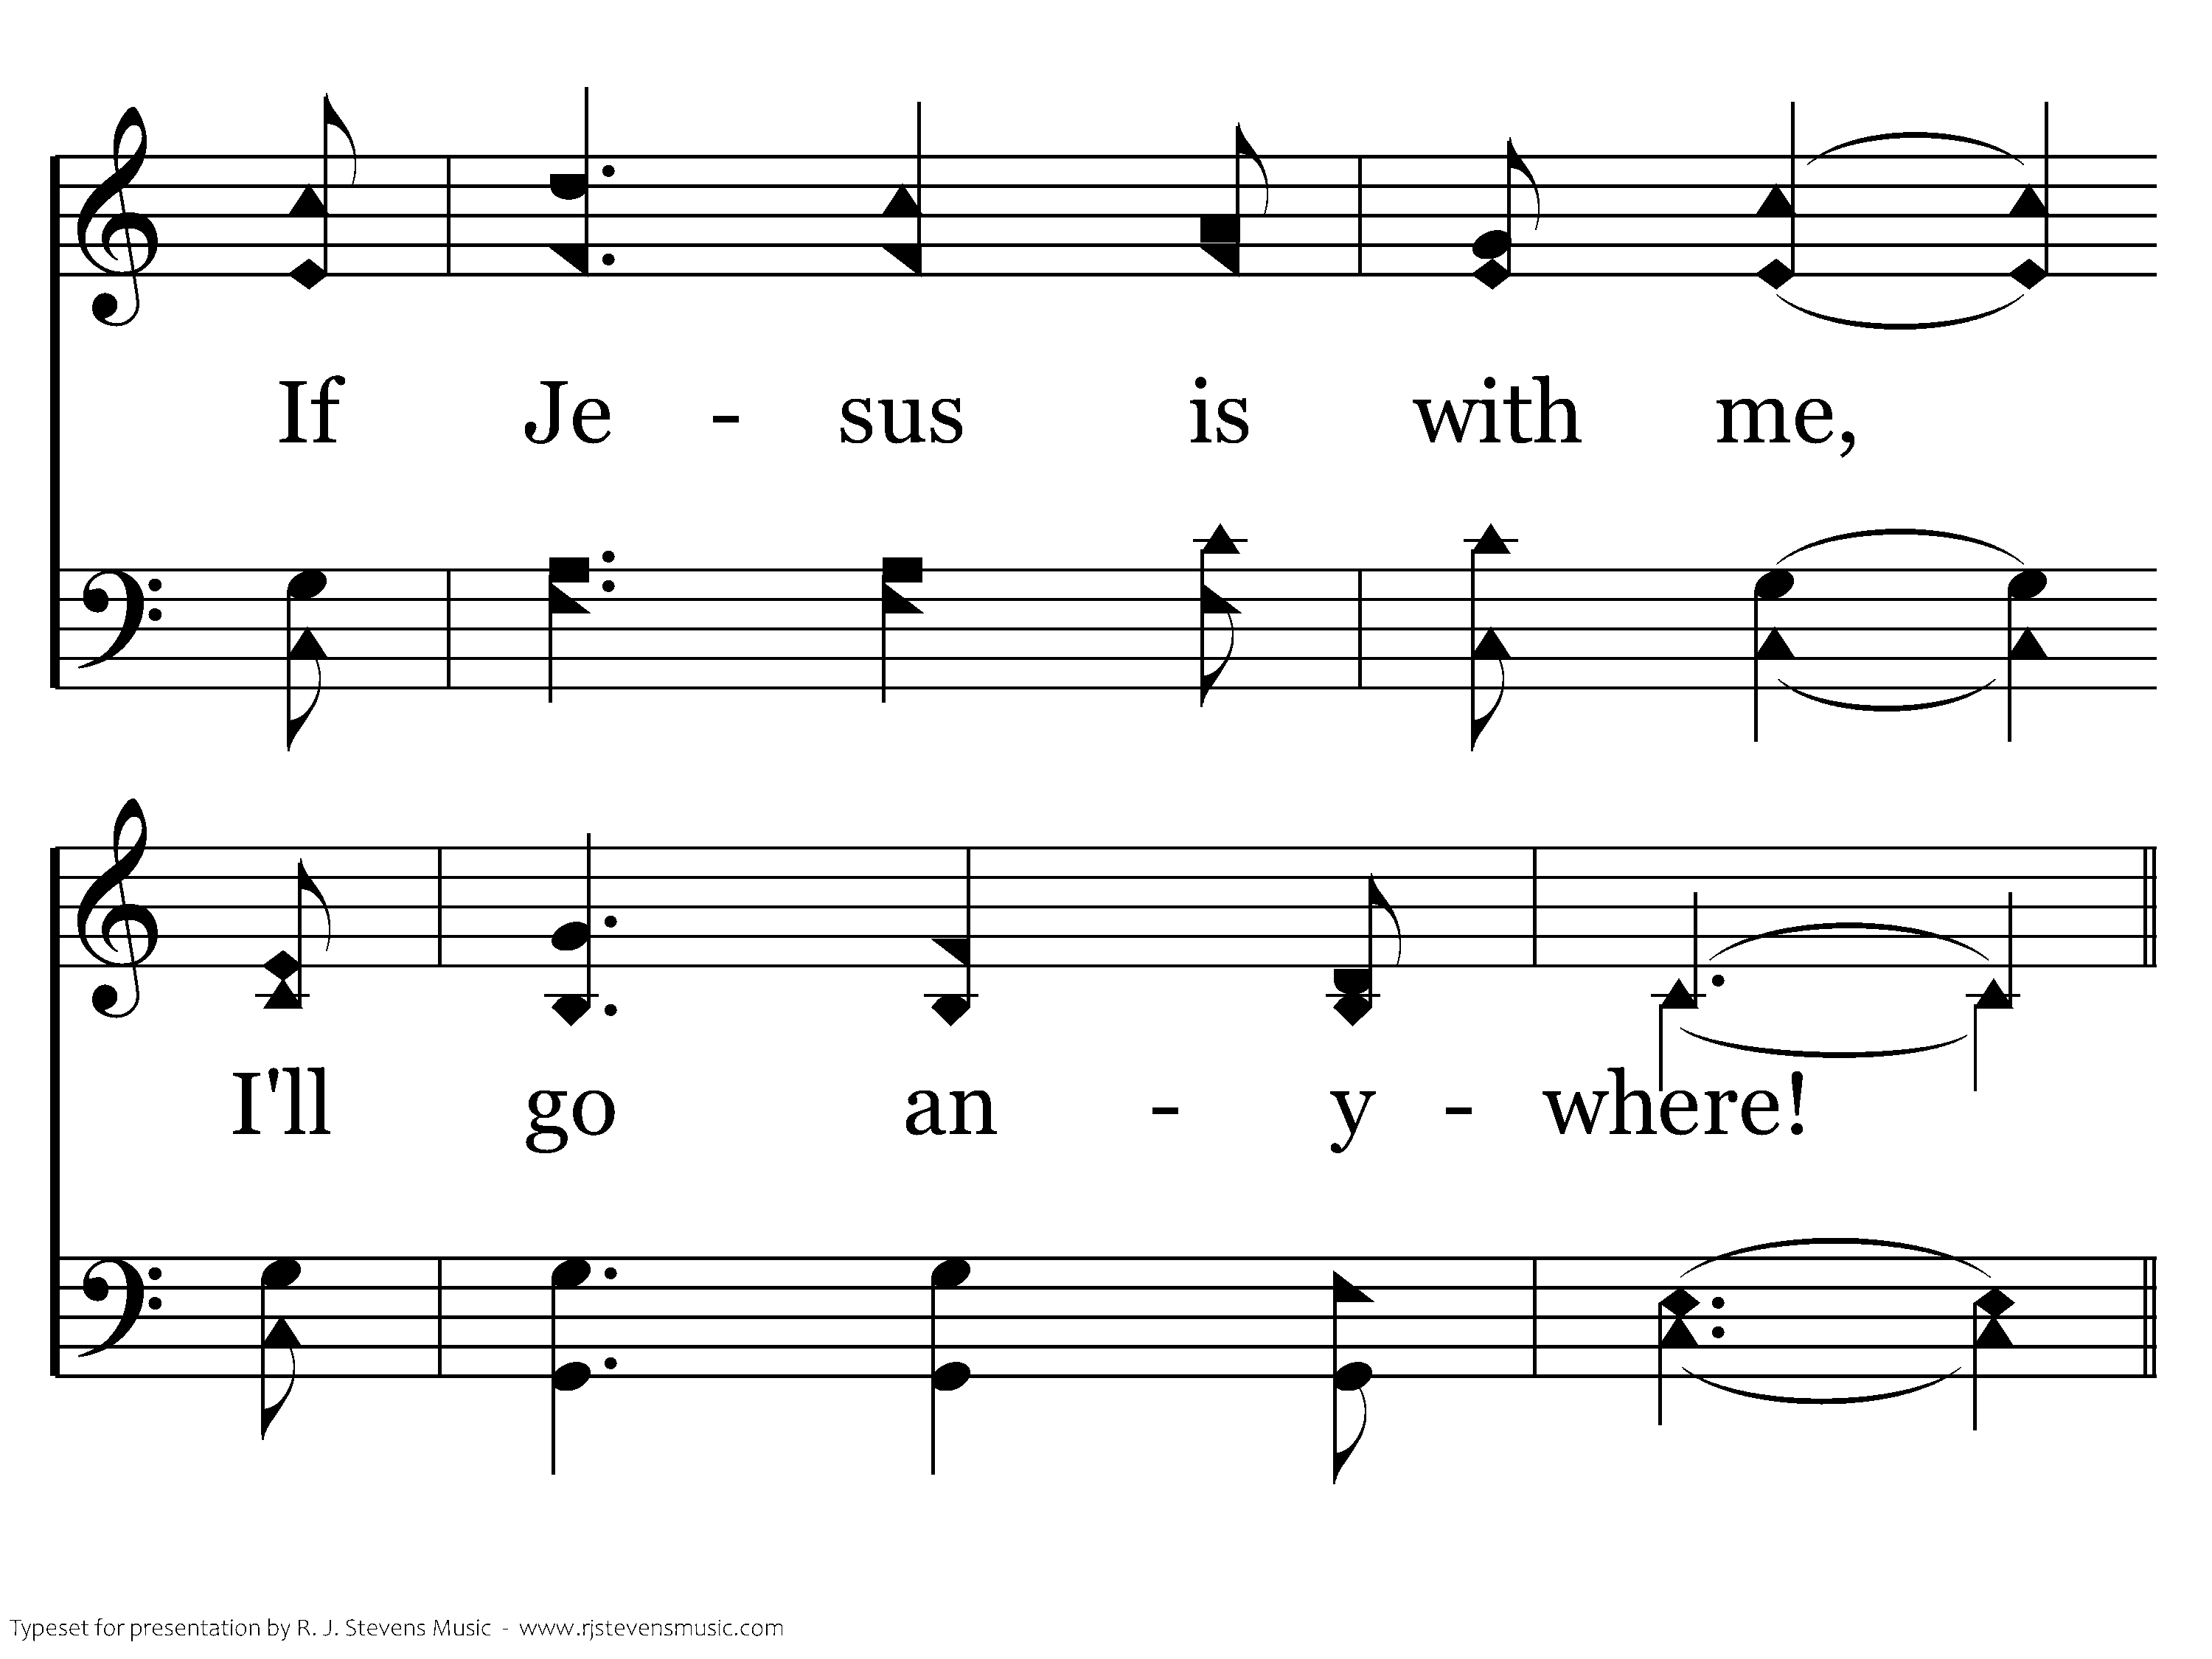 If Je - sus is with me,
I'll go an - y - where!
Typeset for presentation by R. J. Stevens Music - www.rjstevensmusic.com